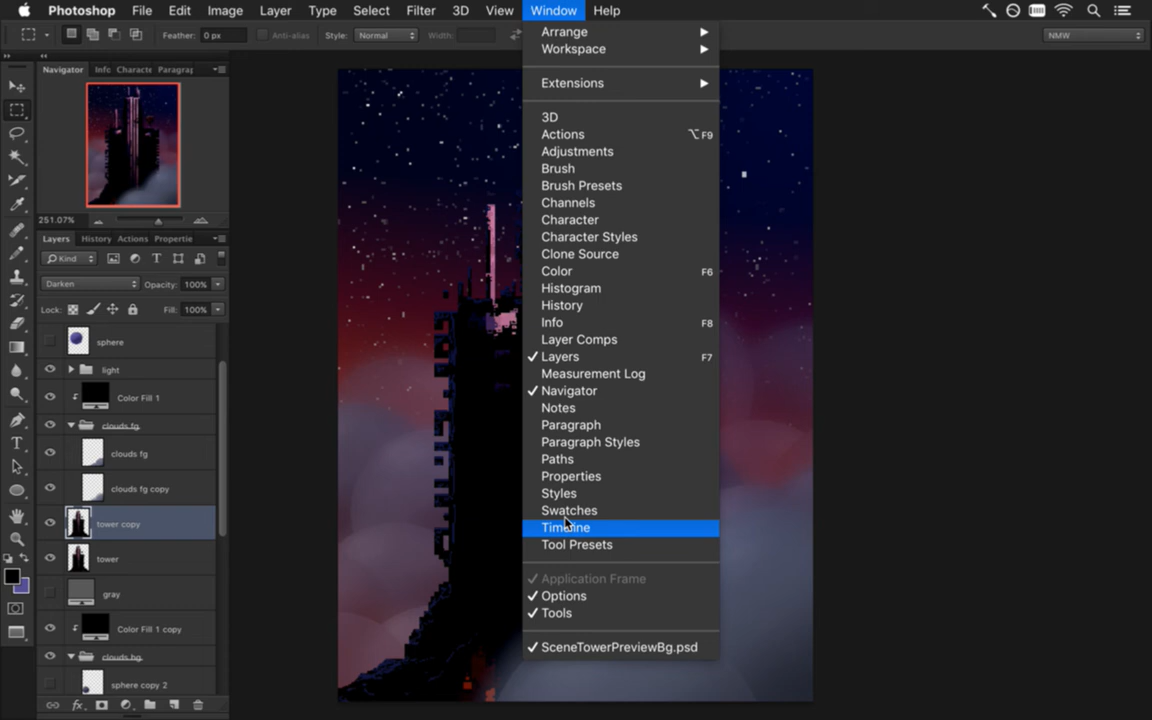 Photoshop File Edit Image Layer Type Select Filter 3D View Window Help
Feather: 0 px Anti-alias Style: Normal Width: NMW
Navigator Info Characte Paragra
251.07%
Layers History Actions Propertie
Kind
Darken Opacity: 100%
Lock: Fill: 100%
sphere
light
Color Fill 1
clouds fg
clouds fg
clouds fg copy
tower copy
tower
gray
Color Fill 1 copy
clouds bg
sphere copy 2
Arrange
Workspace
Extensions
3D
Actions ⌥F9
Adjustments
Brush
Brush Presets
Channels
Character
Character Styles
Clone Source
Color F6
Histogram
History
Info F8
Layer Comps
✓ Layers F7
Measurement Log
✓ Navigator
Notes
Paragraph
Paragraph Styles
Paths
Properties
Styles
Swatches
Timeline
Tool Presets
✓ Application Frame
✓ Options
✓ Tools
✓ SceneTowerPreviewBg.psd